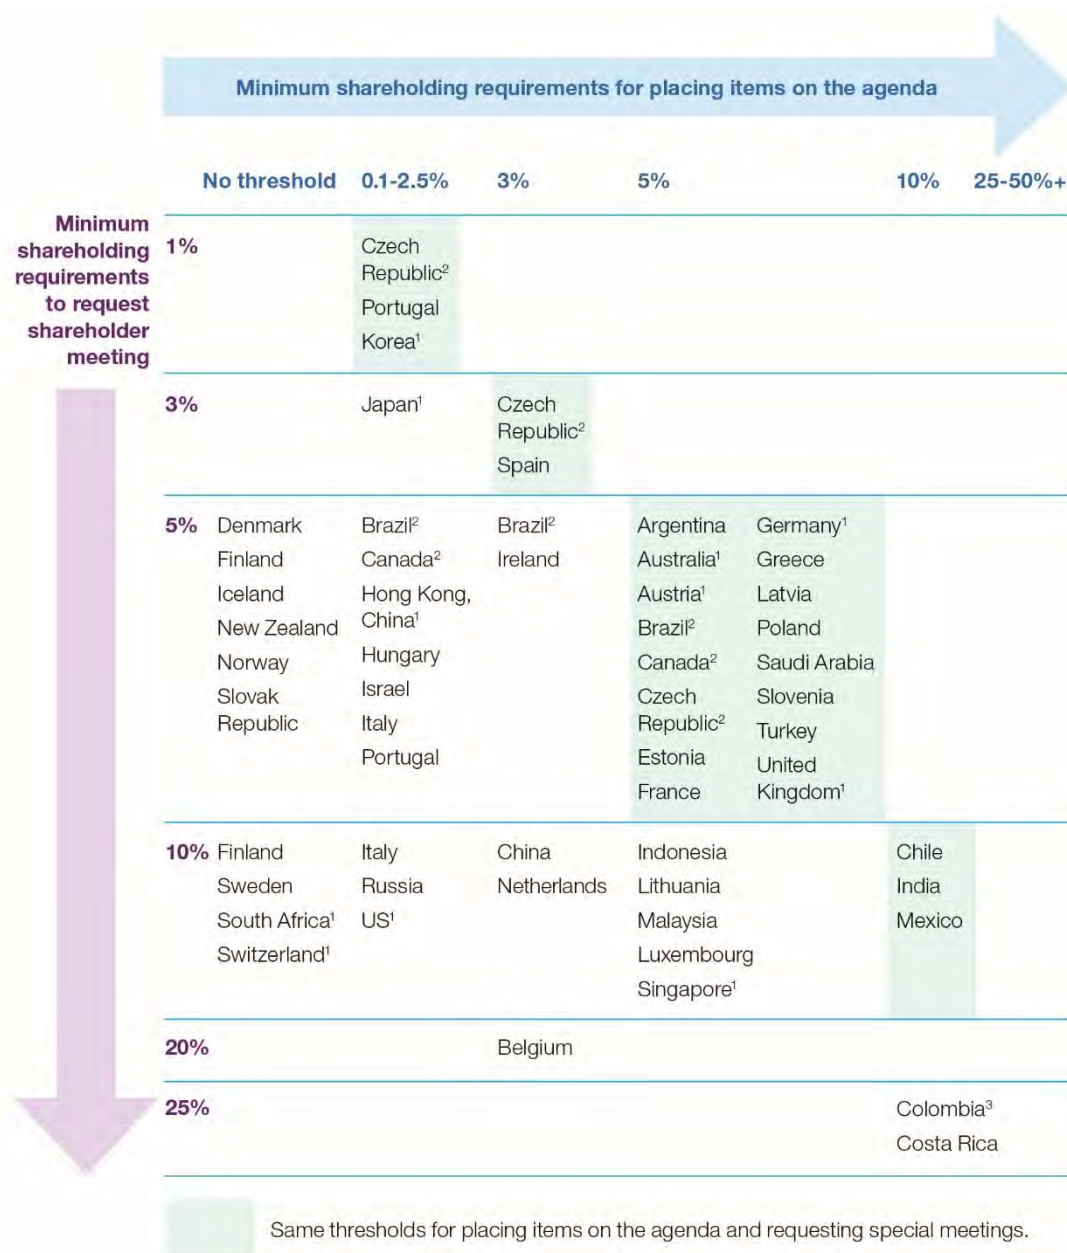 Minimum shareholding requirements for placing items on the agenda
No threshold 0.1-2.5% 3% 5% 10% 25-50%+
Minimum
shareholding
requirements
to request
shareholder
meeting
1%
Czech
Republic²
Portugal
Korea¹
3%
Japan¹
Czech
Republic²
Spain
5%
Denmark
Finland
Iceland
New Zealand
Norway
Slovak
Republic
Brazil²
Canada²
Hong Kong,
China¹
Hungary
Israel
Italy
Portugal
Brazil²
Ireland
Argentina
Australia¹
Austria¹
Brazil²
Canada²
Czech
Republic²
Estonia
France
Germany¹
Greece
Latvia
Poland
Saudi Arabia
Slovenia
Turkey
United
Kingdom¹
10%
Finland
Sweden
South Africa¹
Switzerland¹
Italy
Russia
US¹
China
Netherlands
Indonesia
Lithuania
Malaysia
Luxembourg
Singapore¹
Chile
India
Mexico
20%
Belgium
25%
Colombia³
Costa Rica
Same thresholds for placing items on the agenda and requesting special meetings.